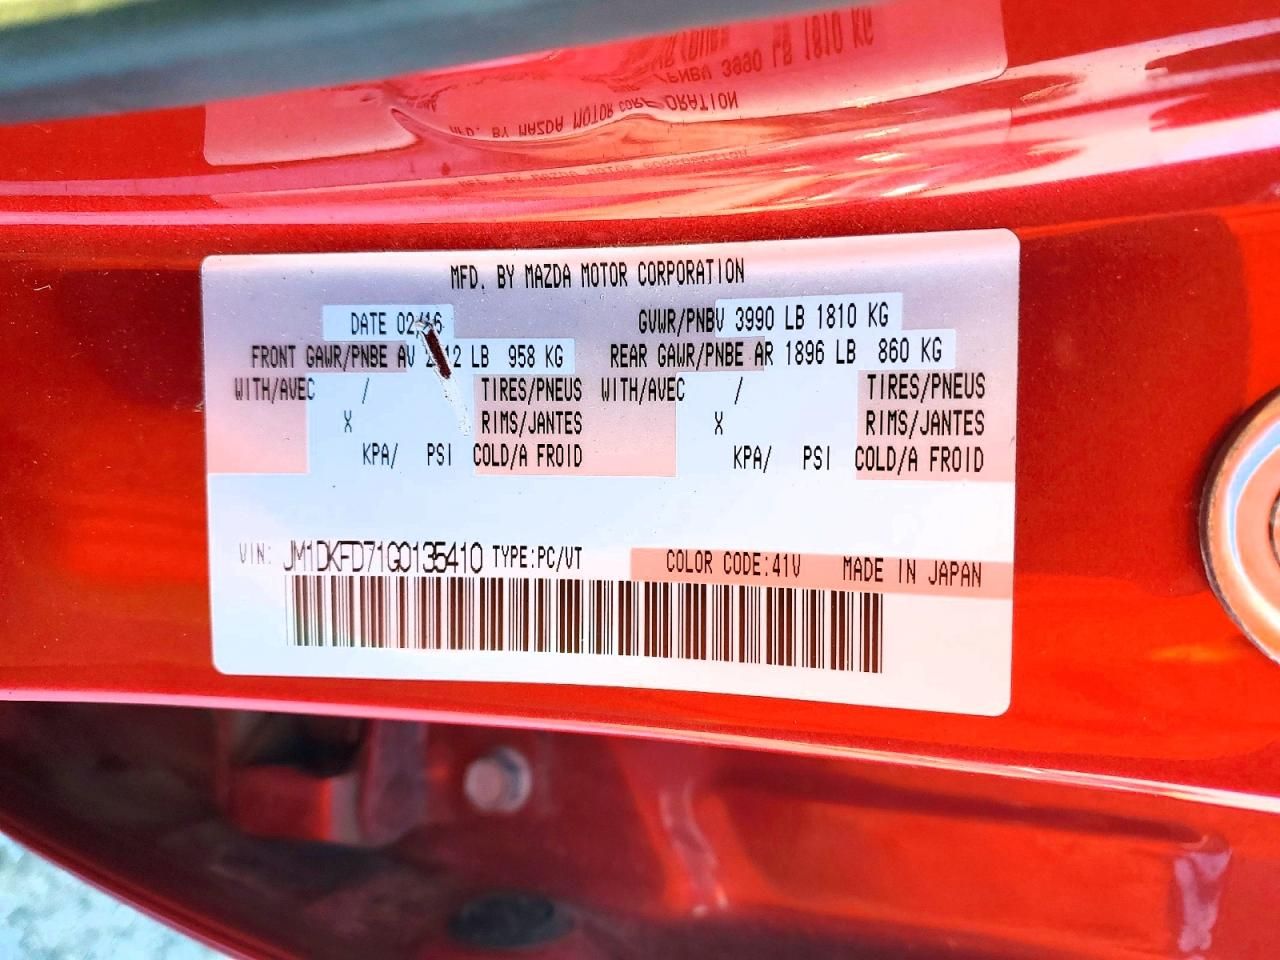 MFD. BY MAZDA MOTOR CORPORATION
DATE 02/16 GVWR/PNBV 3990 LB 1810 KG
FRONT GAWR/PNBE AV LB 958 KG REAR GAWR/PNBE AR 1896 LB 860 KG
WITH/AVEC / TIRES/PNEUS WITH/AVEC / TIRES/PNEUS
X RIMS/JANTES X RIMS/JANTES
KPA/ PSI COLD/A FROID KPA/ PSI COLD/A FROID
VIN: JM1DKFD71G0135410 TYPE:PC/VT COLOR CODE:41V MADE IN JAPAN